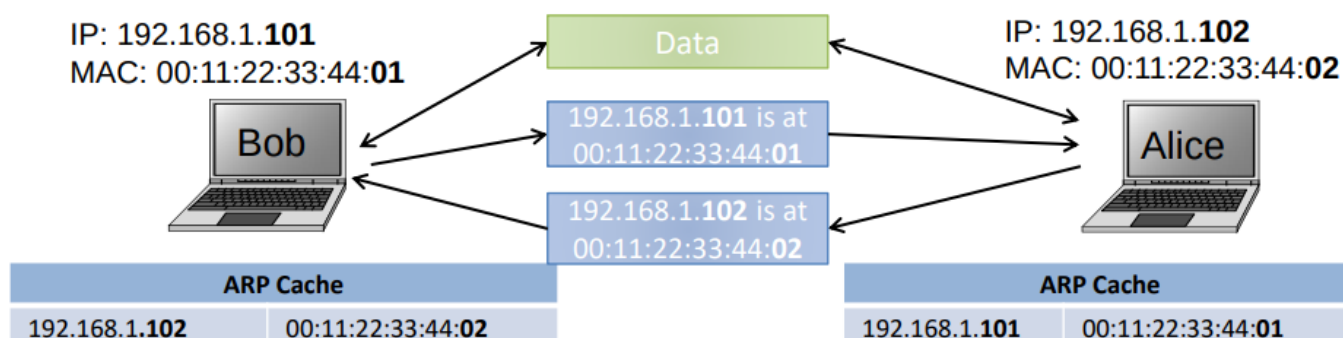 IP: 192.168.1.101
MAC: 00:11:22:33:44:01
Bob
Data
192.168.1.101 is at
00:11:22:33:44:01
192.168.1.102 is at
00:11:22:33:44:02
IP: 192.168.1.102
MAC: 00:11:22:33:44:02
Alice
ARP Cache
192.168.1.102 00:11:22:33:44:02
ARP Cache
192.168.1.101 00:11:22:33:44:01